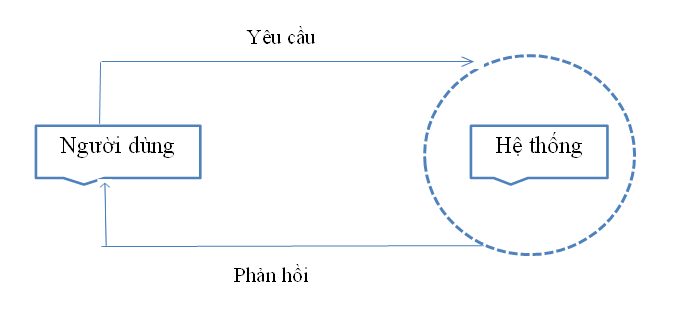 Yêu cầu
Người dùng
Hệ thống
Phản hồi